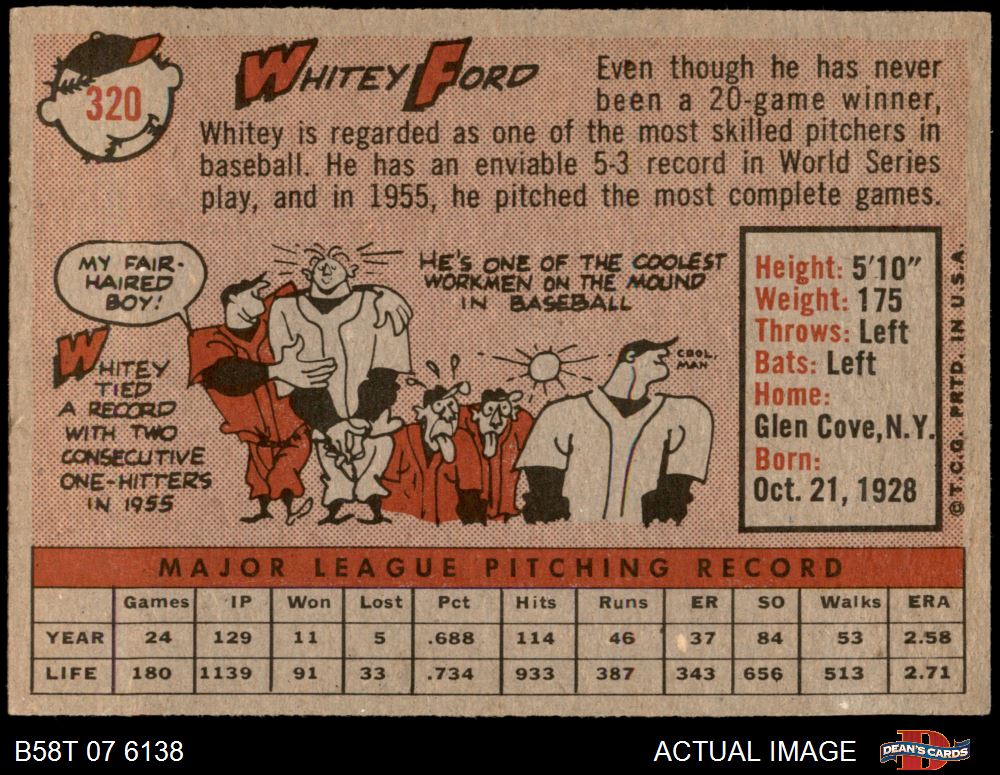 320
WHITEY FORD
Even though he has never
been a 20-game winner,
Whitey is regarded as one of the most skilled pitchers in
baseball. He has an enviable 5-3 record in World Series
play, and in 1955, he pitched the most complete games.
MY FAIR-
HAIRED
BOY!
HE'S ONE OF THE COOLEST
WORKMEN ON THE MOUND
IN BASEBALL
WHITEY
TIED
A RECORD
WITH TWO
CONSECUTIVE
ONE-HITTERS
IN 1955
COOL
MAN
Height: 5'10"
Weight: 175
Throws: Left
Bats: Left
Home:
Glen Cove, N.Y.
Born:
Oct. 21, 1928
© T.C.G. PRTD. IN U.S.A.
MAJOR LEAGUE PITCHING RECORD
Games IP Won Lost Pct Hits Runs ER SO Walks ERA
YEAR 24 129 11 5 .688 114 46 37 84 53 2.58
LIFE 180 1139 91 33 .734 933 387 343 656 513 2.71
B58T 07 6138
ACTUAL IMAGE
DEAN'S CARDS